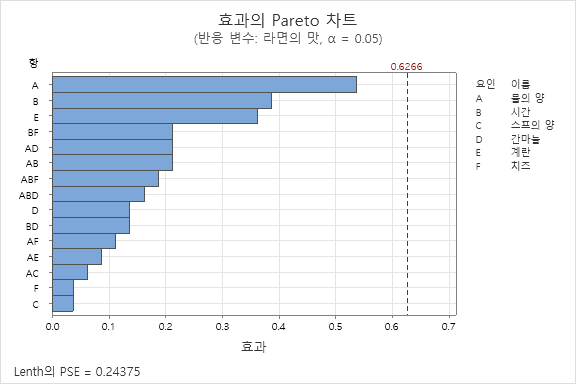 효과의 Pareto 차트
(반응 변수: 라면의 맛, α = 0.05)
항
0.6266
A
B
E
BF
AD
AB
ABF
ABD
D
BD
AF
AE
AC
F
C
0.0 0.1 0.2 0.3 0.4 0.5 0.6 0.7
효과
요인 이름
A 물의 양
B 시간
C 스프의 양
D 간마늘
E 계란
F 치즈
Lenth의 PSE = 0.24375